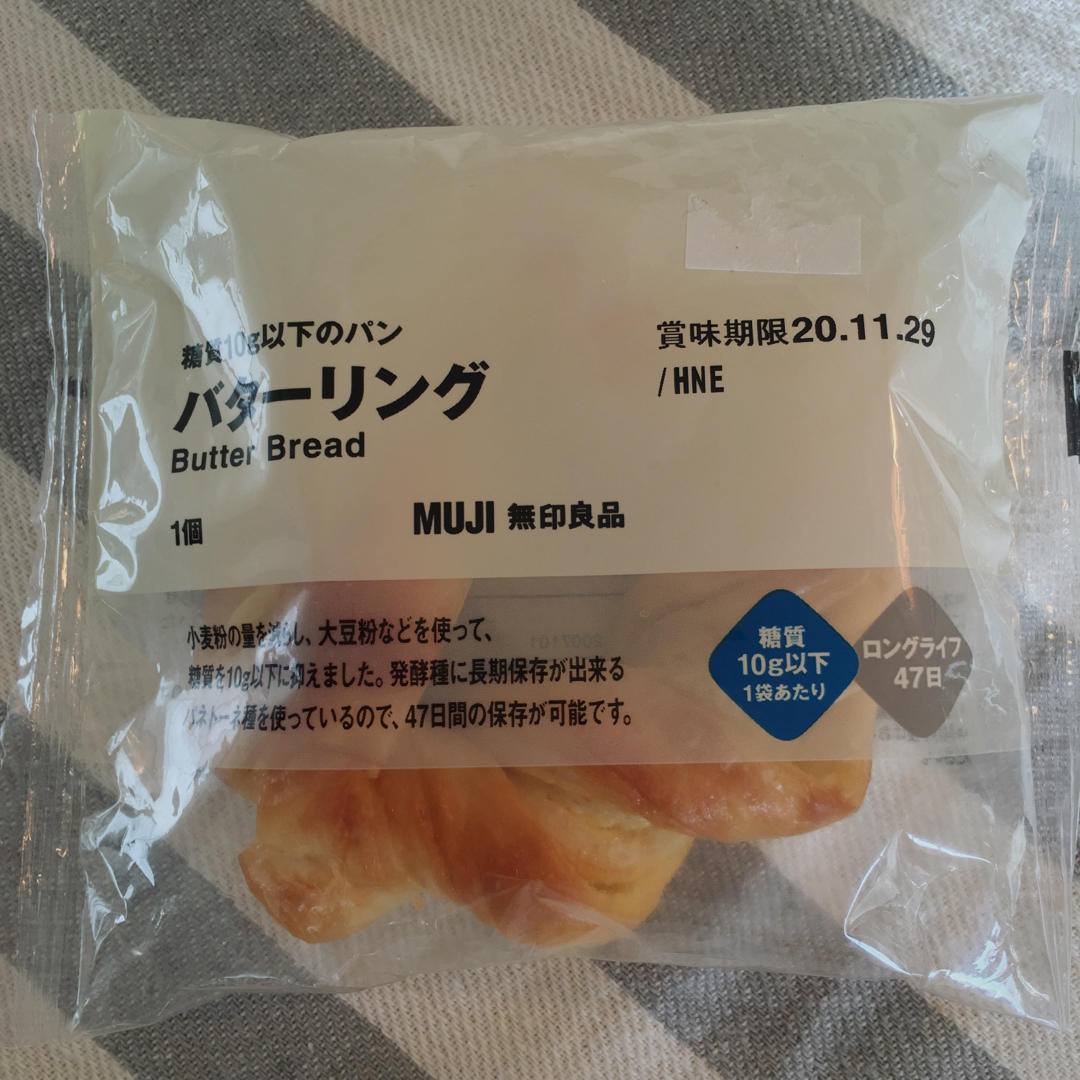 糖質10g以下のパン
バターリング
Butter Bread
1個
MUJI 無印良品
賞味期限20.11.29
/HNE
小麦粉の量を減らし、大豆粉などを使って、
糖質を10g以下に抑えました。発酵種に長期保存が出来る
パネトーネ種を使っているので、47日間の保存が可能です。
糖質
10g以下
1袋あたり
ロングライフ
47日